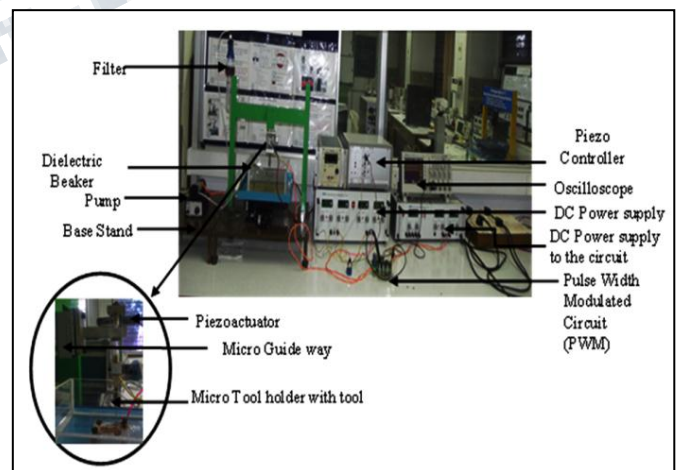 Filter
Dielectric
Beaker
Pump
Base Stand
Piezo
Controller
Oscilloscope
DC Power supply
DC Power supply
to the circuit
Pulse Width
Modulated
Circuit
(PWM)
Piezoactuator
Micro Guide way
Micro Tool holder with tool